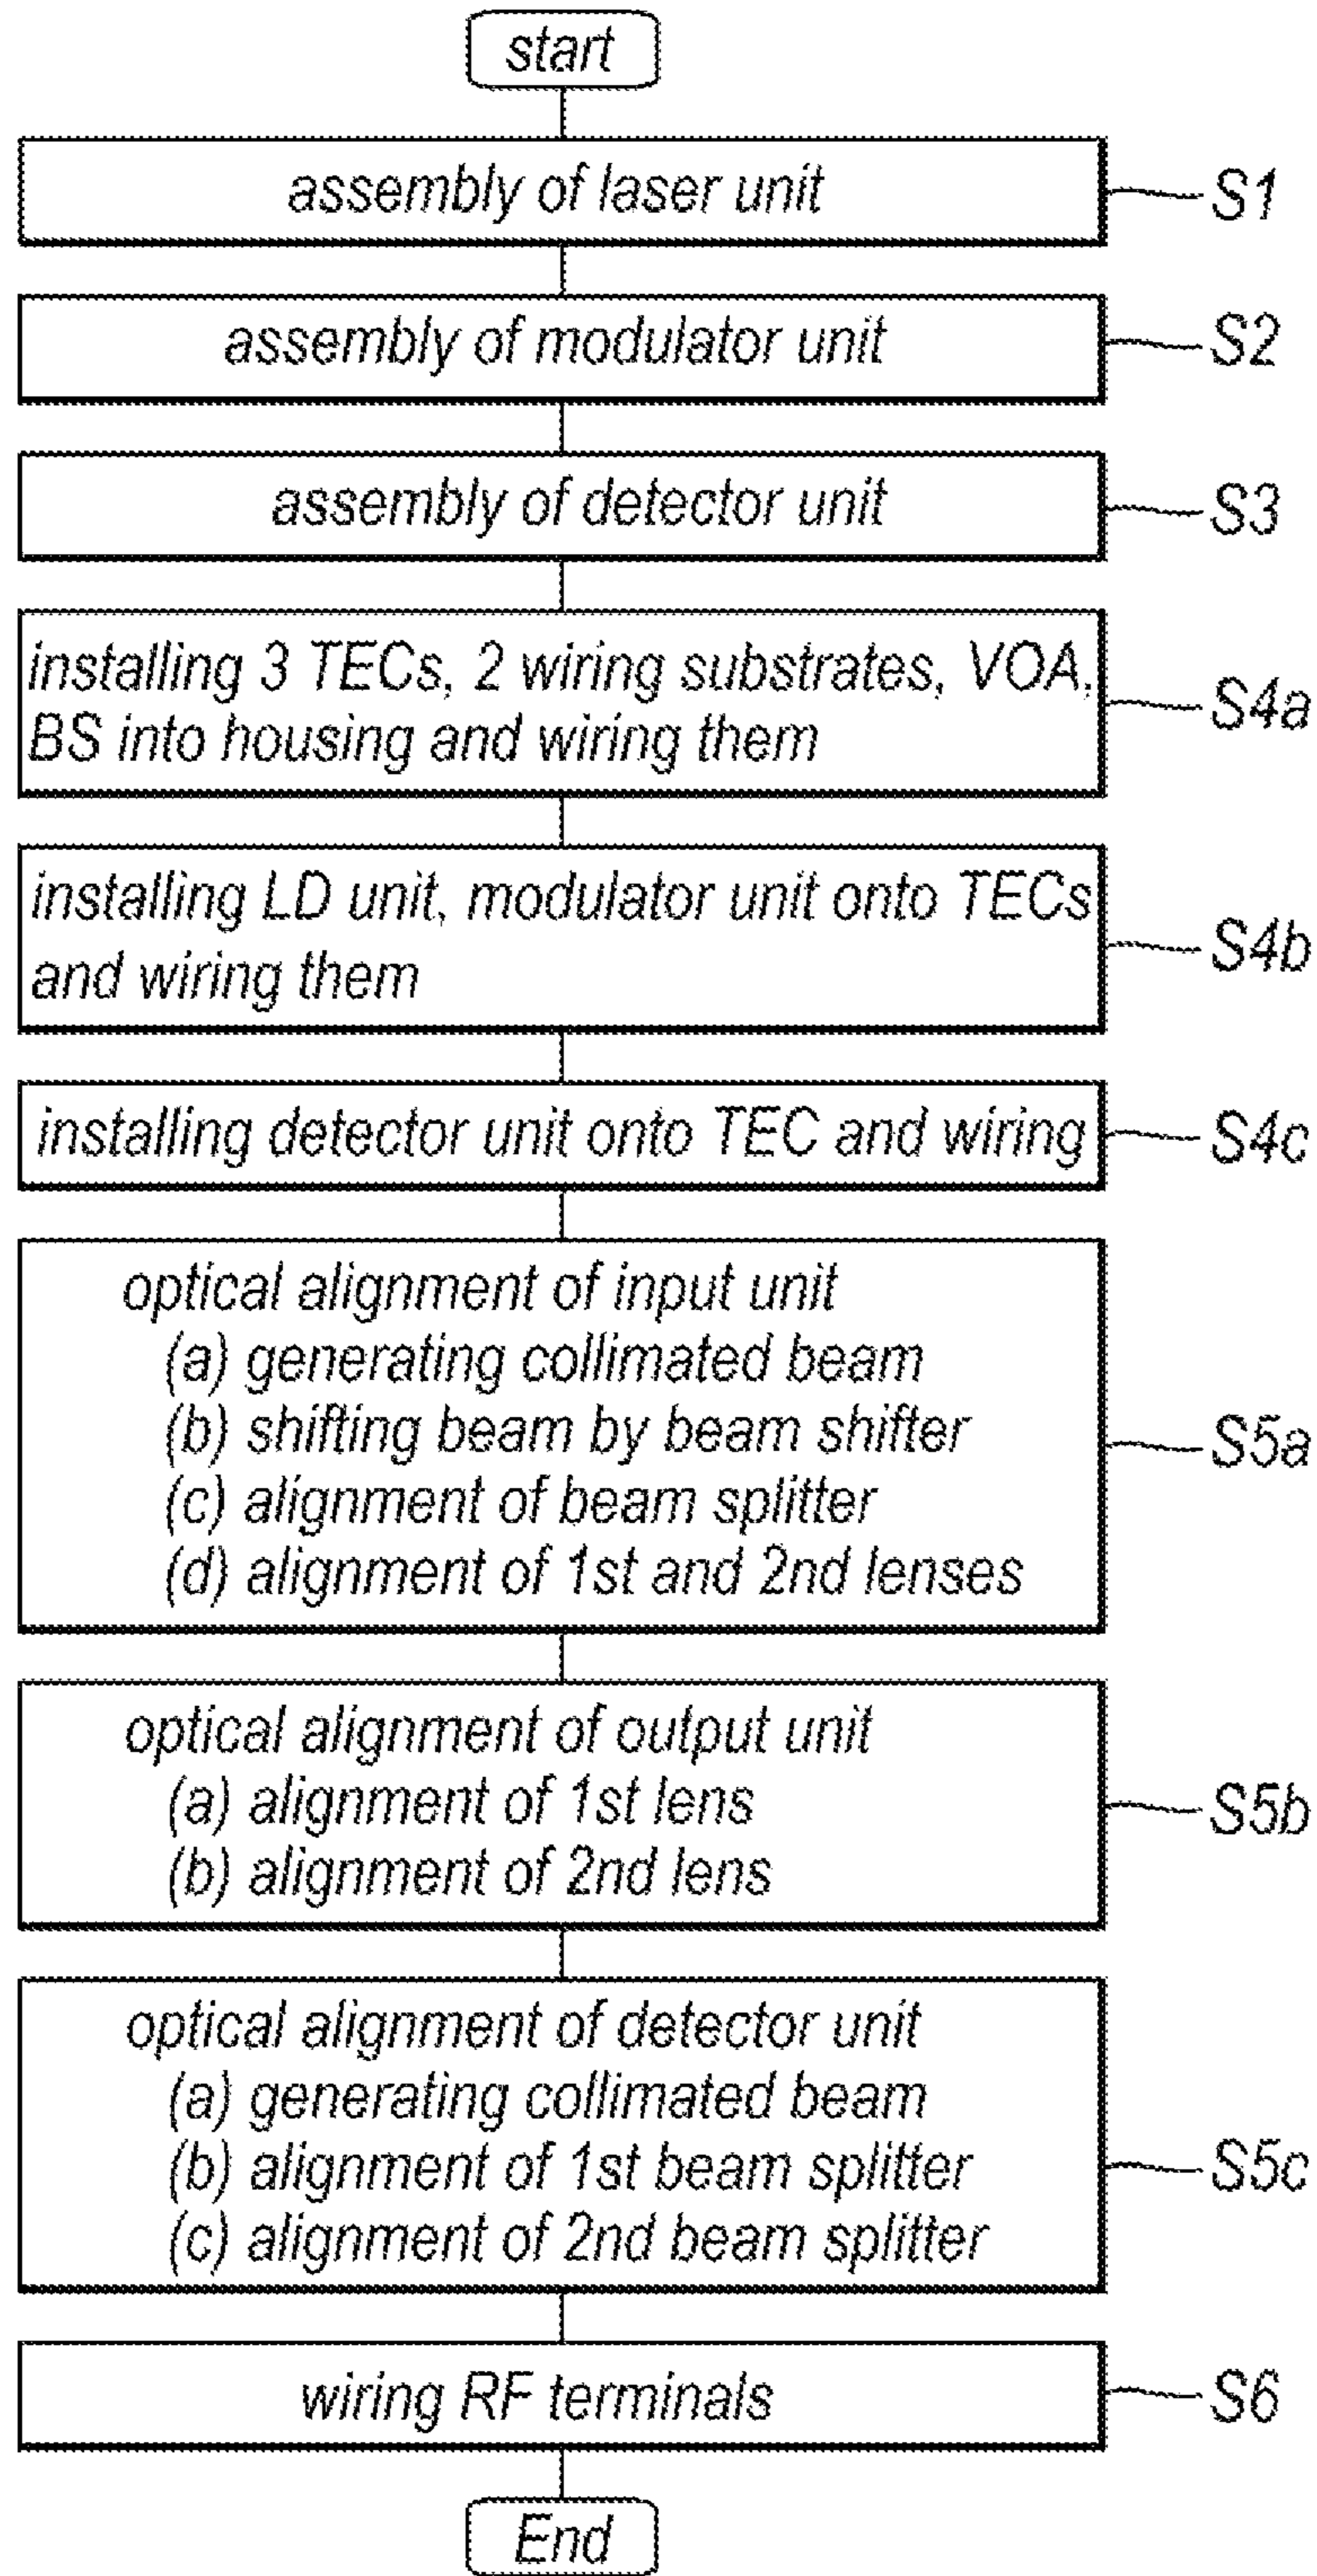 start
assembly of laser unit
S1
assembly of modulator unit
S2
assembly of detector unit
S3
installing 3 TECs, 2 wiring substrates, VOA,
BS into housing and wiring them
S4a
installing LD unit, modulator unit onto TECs
and wiring them
S4b
installing detector unit onto TEC and wiring
S4c
optical alignment of input unit
(a) generating collimated beam
(b) shifting beam by beam shifter
(c) alignment of beam splitter
(d) alignment of 1st and 2nd lenses
S5a
optical alignment of output unit
(a) alignment of 1st lens
(b) alignment of 2nd lens
S5b
optical alignment of detector unit
(a) generating collimated beam
(b) alignment of 1st beam splitter
(c) alignment of 2nd beam splitter
S5c
wiring RF terminals
S6
End